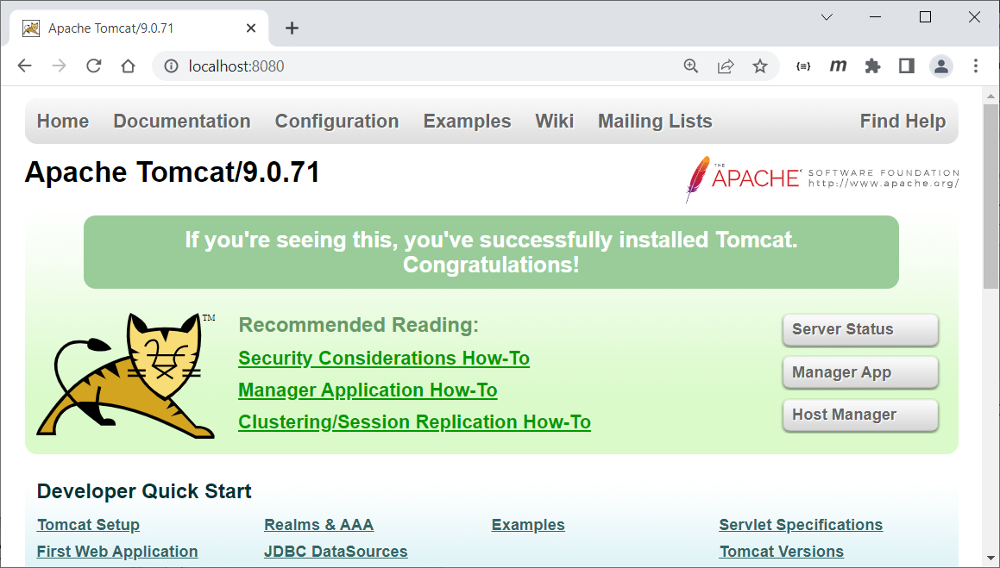 Apache Tomcat/9.0.71
localhost:8080
Home Documentation Configuration Examples Wiki Mailing Lists Find Help
Apache Tomcat/9.0.71
THE
APACHE SOFTWARE FOUNDATION
http://www.apache.org/
If you're seeing this, you've successfully installed Tomcat.
Congratulations!
TM
Recommended Reading:
Security Considerations How-To
Manager Application How-To
Clustering/Session Replication How-To
Server Status
Manager App
Host Manager
Developer Quick Start
Tomcat Setup Realms & AAA Examples Servlet Specifications
First Web Application JDBC DataSources Tomcat Versions